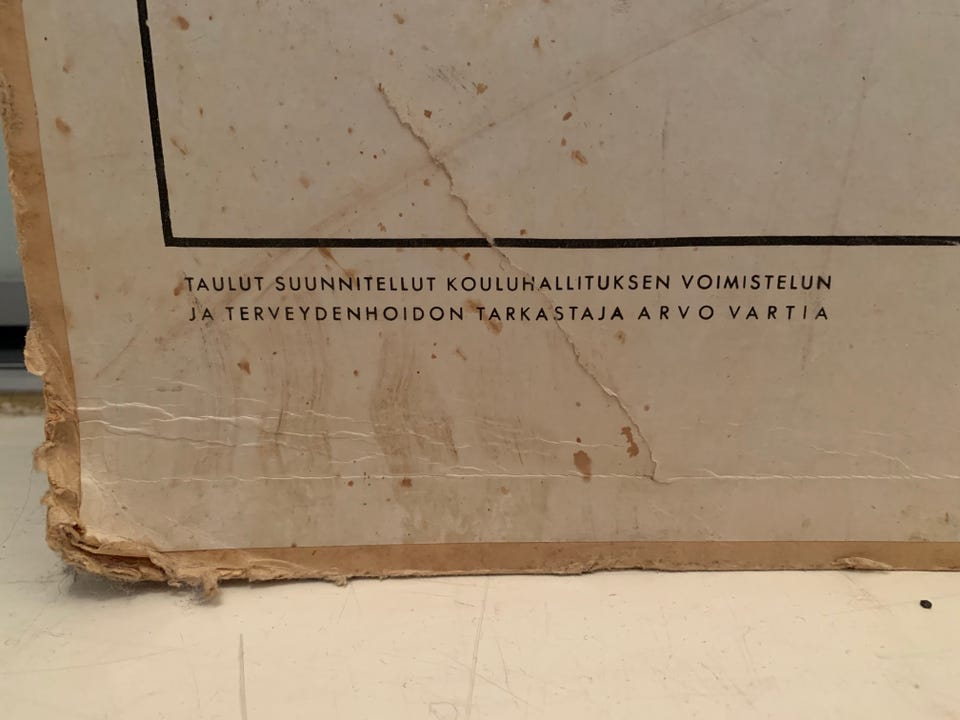 TAULUT SUUNNITELLUT KOULUHALLITUKSEN VOIMISTELUN
JA TERVEYDENHOIDON TARKASTAJA ARVO VARTIA